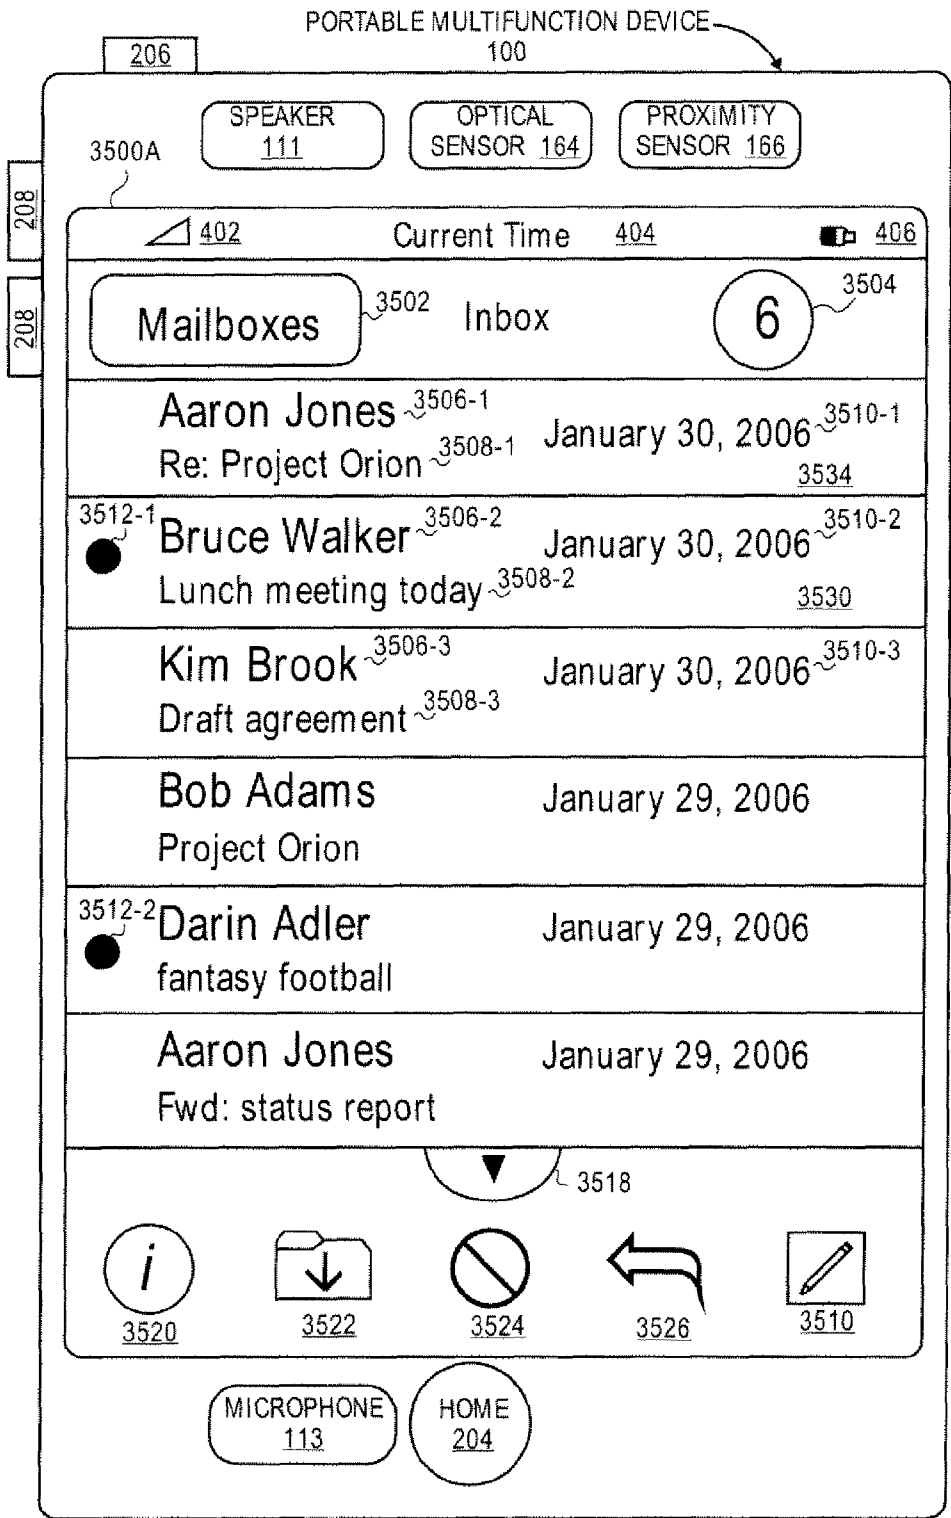 PORTABLE MULTIFUNCTION DEVICE
100
206
SPEAKER
111
OPTICAL
SENSOR 164
PROXIMITY
SENSOR 166
3500A
208
208
402 Current Time 404 406
Mailboxes 3502 Inbox 6 3504
Aaron Jones 3506-1
January 30, 2006 3510-1
Re: Project Orion 3508-1
3534
3512-1
Bruce Walker 3506-2
January 30, 2006 3510-2
Lunch meeting today 3508-2
3530
Kim Brook 3506-3
January 30, 2006 3510-3
Draft agreement 3508-3
Bob Adams
January 29, 2006
Project Orion
3512-2
Darin Adler
January 29, 2006
fantasy football
Aaron Jones
January 29, 2006
Fwd: status report
3518
i
3520 3522 3524 3526 3510
MICROPHONE
113
HOME
204